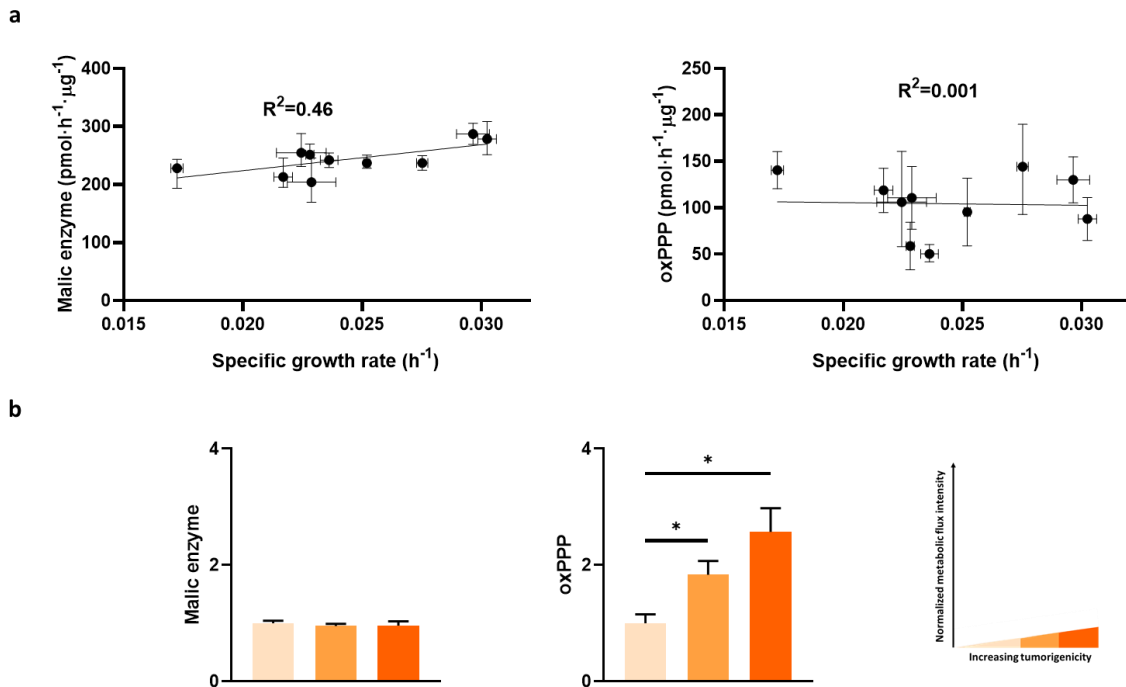 a
Malic enzyme (pmol·h⁻¹·µg⁻¹)
400
300
200
100
0
R²=0.46
0.015
0.020
0.025
0.030
Specific growth rate (h⁻¹)
oxPPP (pmol·h⁻¹·µg⁻¹)
250
200
150
100
50
0
R²=0.001
0.015
0.020
0.025
0.030
Specific growth rate (h⁻¹)
b
Malic enzyme
4
2
0
oxPPP
4
2
0
*
*
Normalized metabolic flux intensity
Increasing tumorigenicity